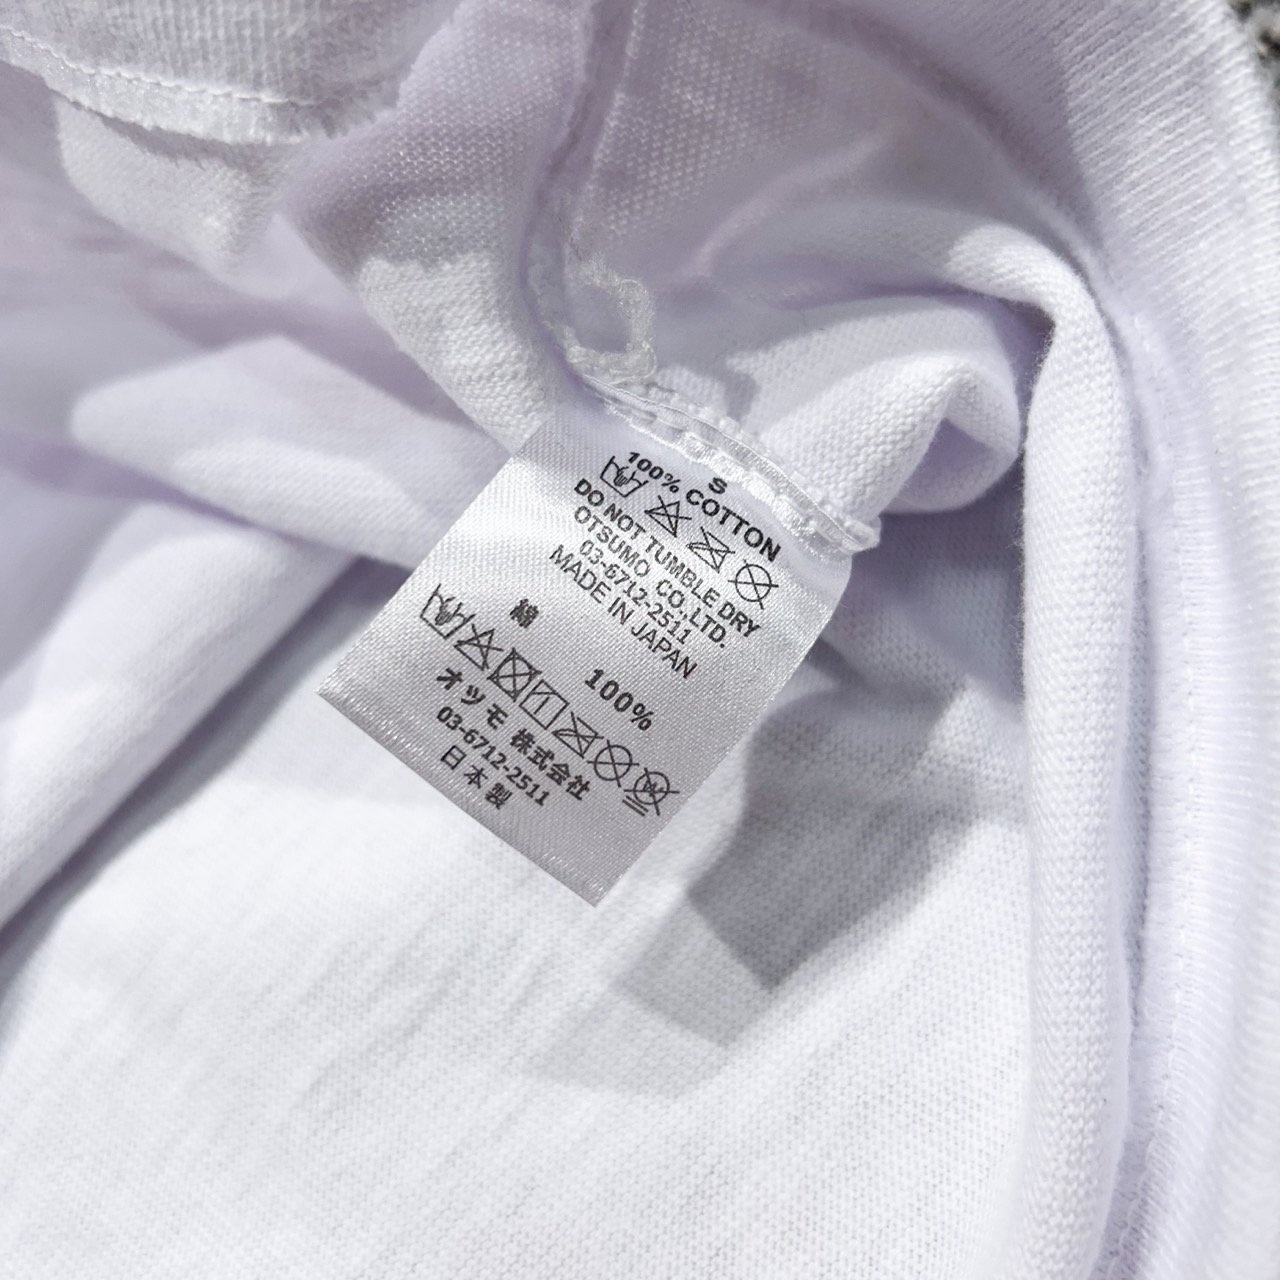 S
100% COTTON
DO NOT TUMBLE DRY
OTSUMO CO.,LTD.
03-6712-2511
MADE IN JAPAN
綿 100%
オツモ 株式会社
03-6712-2511
日本製